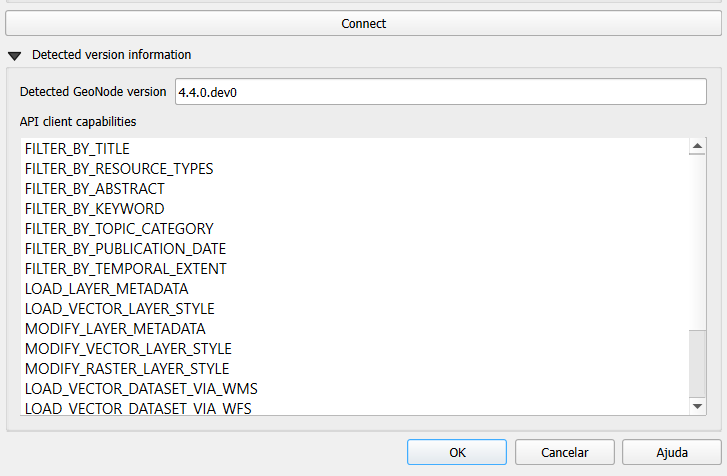 Connect
Detected version information
Detected GeoNode version 4.4.0.dev0
API client capabilities
FILTER_BY_TITLE
FILTER_BY_RESOURCE_TYPES
FILTER_BY_ABSTRACT
FILTER_BY_KEYWORD
FILTER_BY_TOPIC_CATEGORY
FILTER_BY_PUBLICATION_DATE
FILTER_BY_TEMPORAL_EXTENT
LOAD_LAYER_METADATA
LOAD_VECTOR_LAYER_STYLE
MODIFY_LAYER_METADATA
MODIFY_VECTOR_LAYER_STYLE
MODIFY_RASTER_LAYER_STYLE
LOAD_VECTOR_DATASET_VIA_WMS
LOAD_VECTOR_DATASET_VIA_WFS
OK Cancelar Ajuda